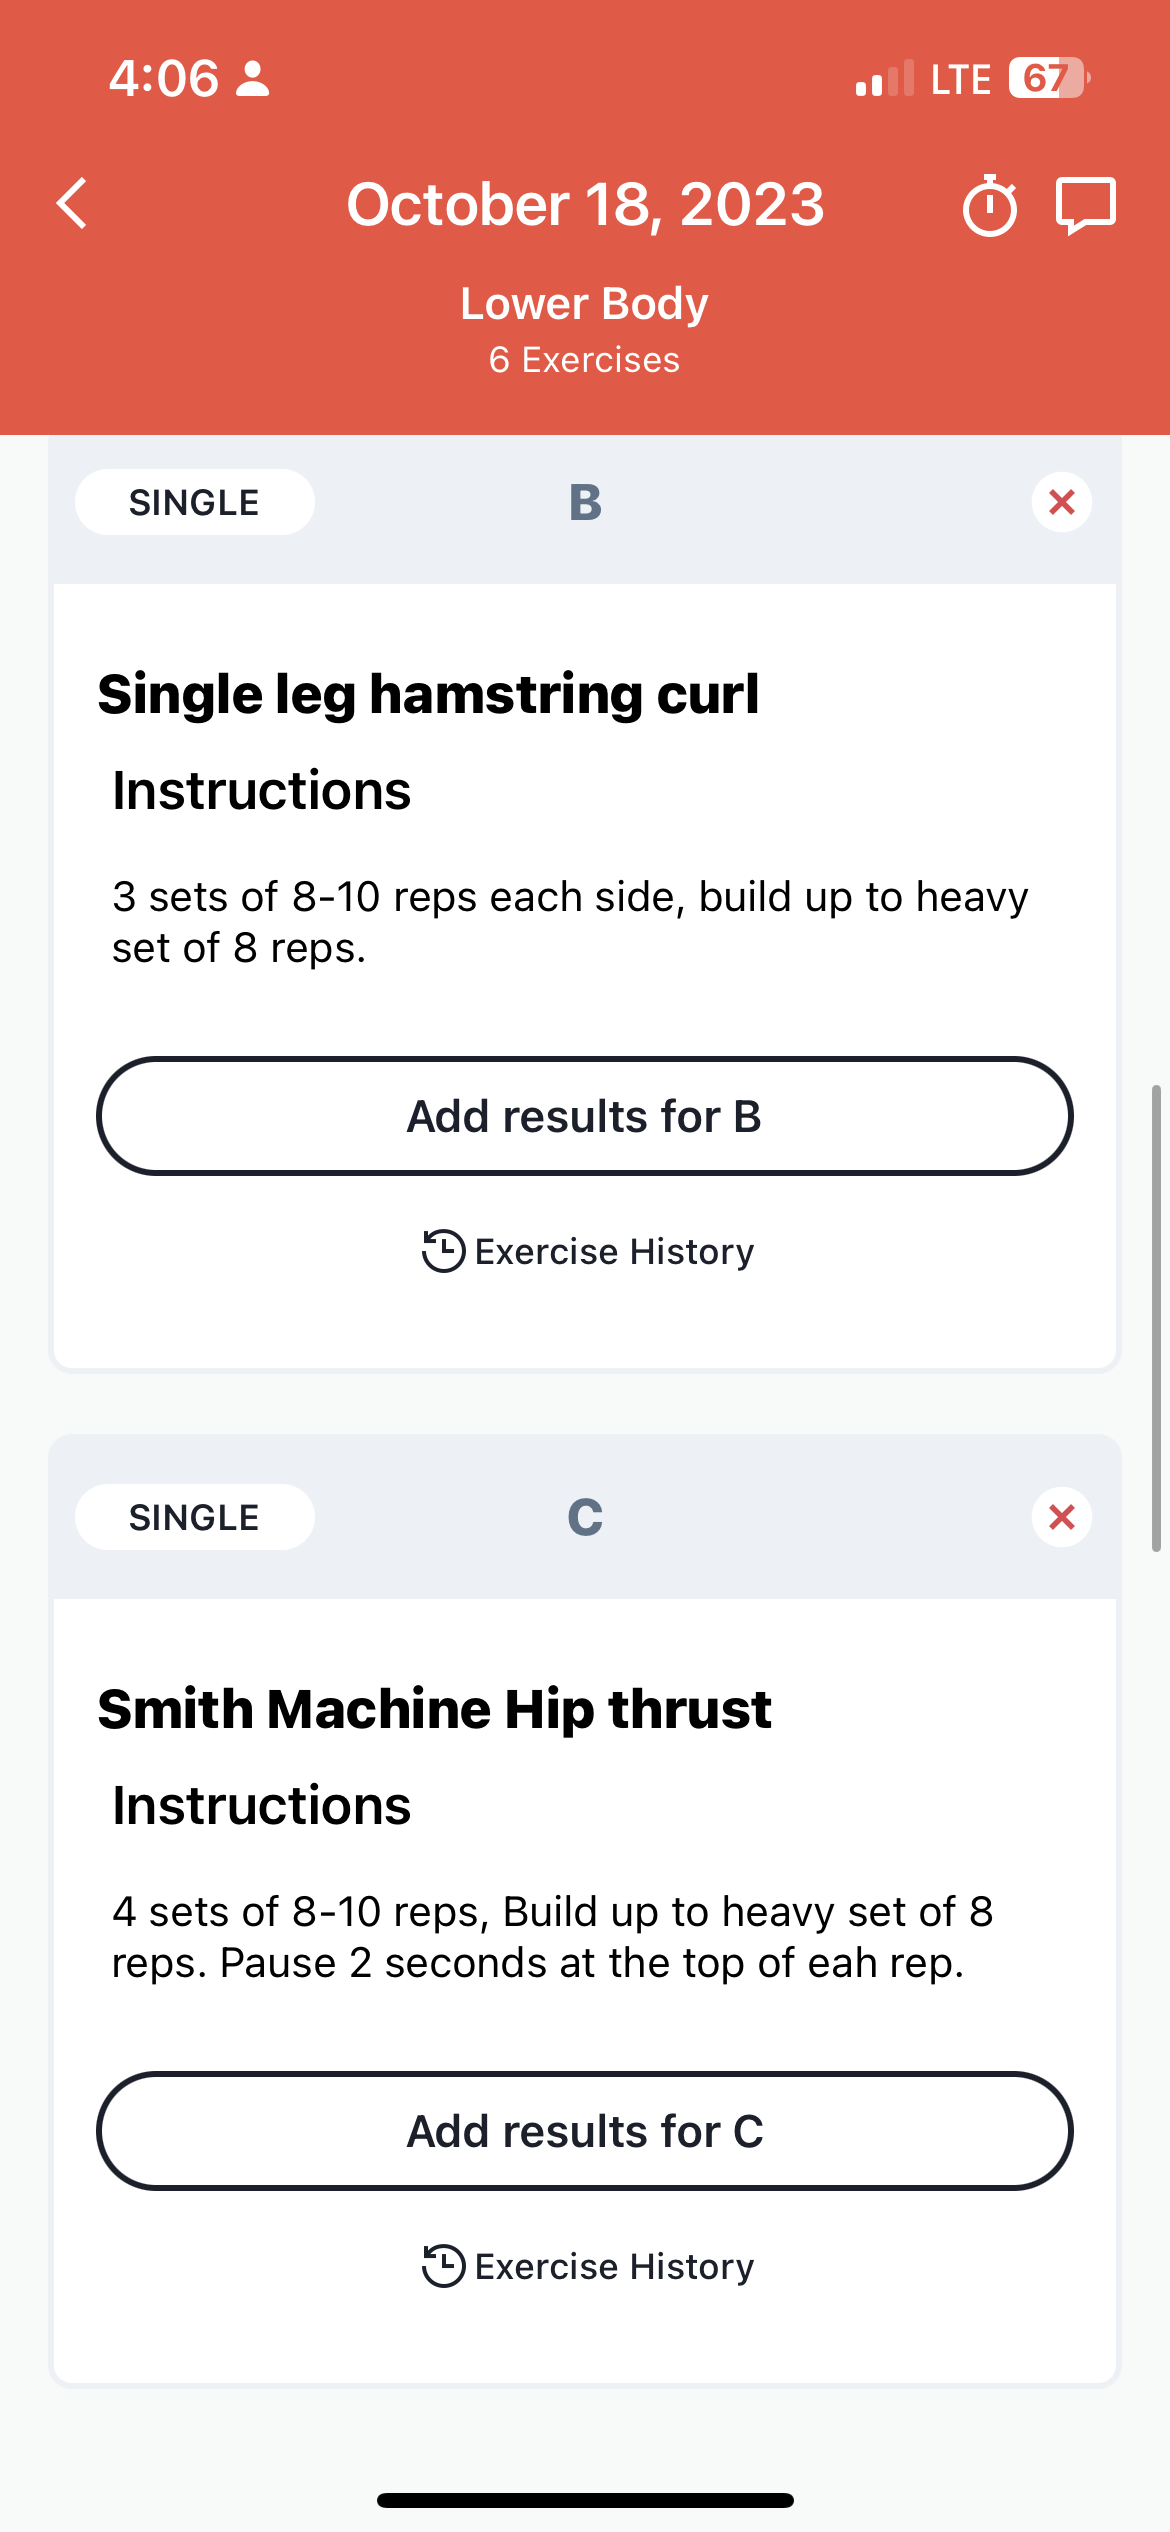 4:06
LTE 67
October 18, 2023
Lower Body
6 Exercises
SINGLE B
Single leg hamstring curl
Instructions
3 sets of 8-10 reps each side, build up to heavy
set of 8 reps.
Add results for B
Exercise History
SINGLE C
Smith Machine Hip thrust
Instructions
4 sets of 8-10 reps, Build up to heavy set of 8
reps. Pause 2 seconds at the top of eah rep.
Add results for C
Exercise History